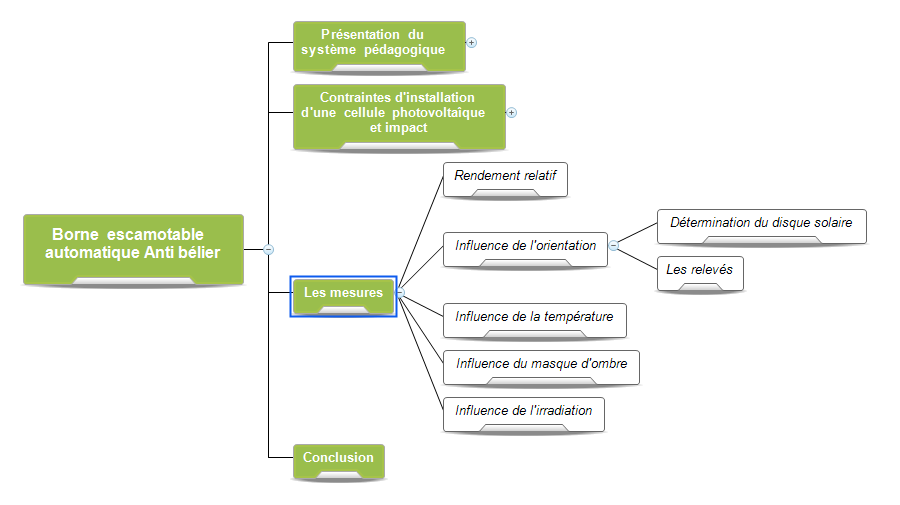 Présentation du
système pédagogique
Contraintes d'installation
d'une cellule photovoltaîque
et impact
Borne escamotable
automatique Anti bélier
Les mesures
Rendement relatif
Influence de l'orientation
Détermination du disque solaire
Les relevés
Influence de la température
Influence du masque d'ombre
Influence de l'irradiation
Conclusion